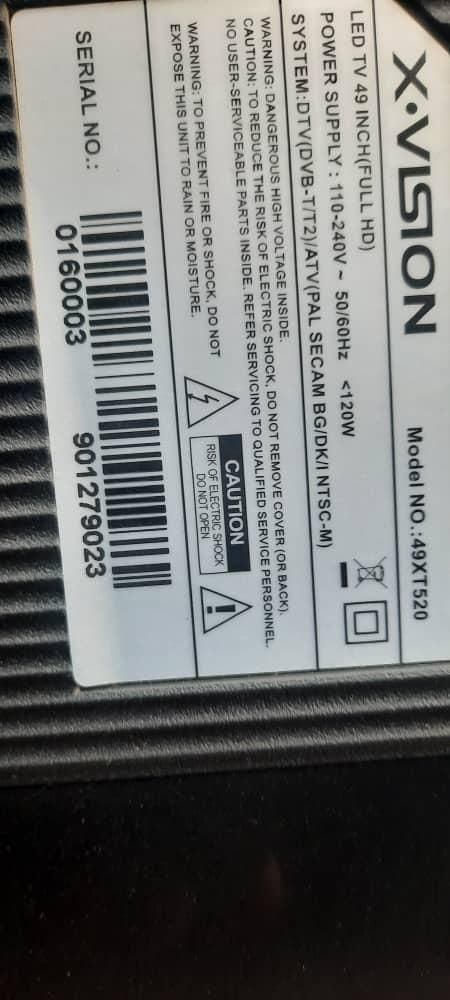 X.VISION
Model NO.:49XT520
LED TV 49 INCH(FULL HD)
POWER SUPPLY : 110-240V ~ 50/60Hz <120W
SYSTEM:DTV(DVB-T/T2)/ATV(PAL SECAM BG/DK/I NTSC-M)
WARNING: DANGEROUS HIGH VOLTAGE INSIDE.
CAUTION: TO REDUCE THE RISK OF ELECTRIC SHOCK, DO NOT REMOVE COVER (OR BACK).
NO USER-SERVICEABLE PARTS INSIDE. REFER SERVICING TO QUALIFIED SERVICE PERSONNEL.
WARNING: TO PREVENT FIRE OR SHOCK, DO NOT
EXPOSE THIS UNIT TO RAIN OR MOISTURE.
CAUTION
RISK OF ELECTRIC SHOCK
DO NOT OPEN
SERIAL NO.:
0160003 901279023